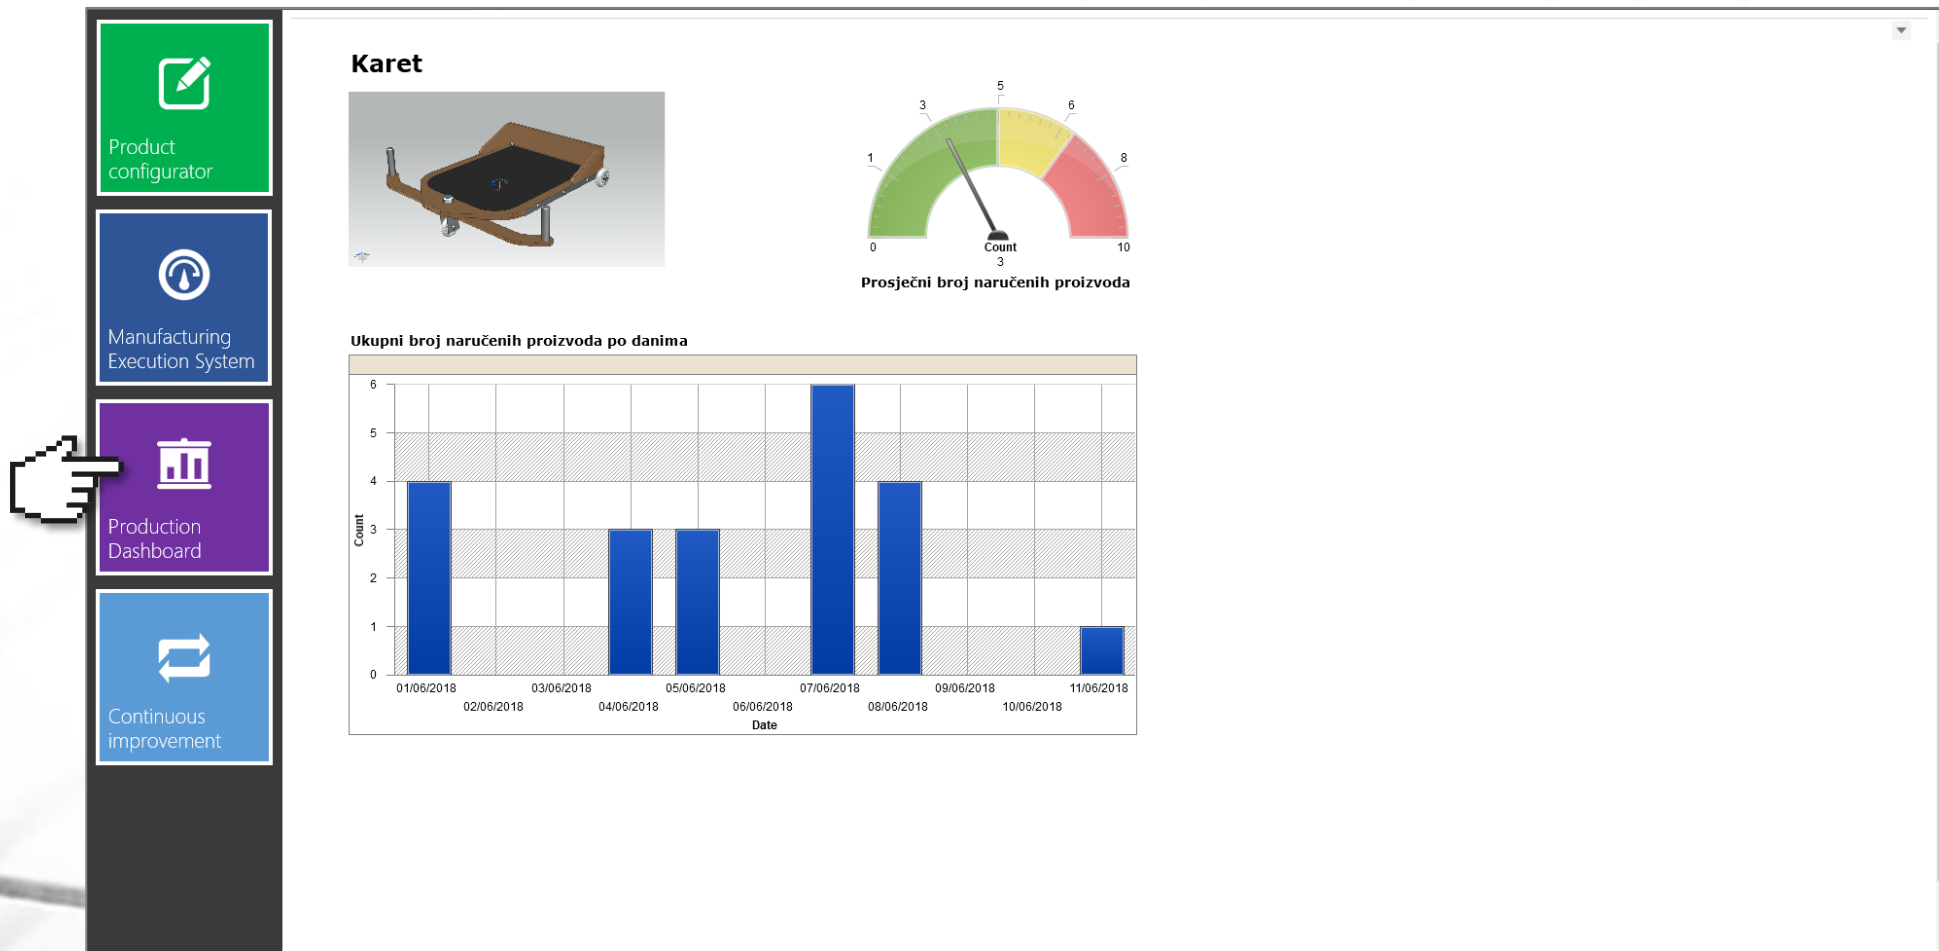 Product
configurator
Manufacturing
Execution System
Production
Dashboard
Continuous
improvement
Karet
0
1
3
5
6
8
10
Count
3
Prosječni broj naručenih proizvoda
Ukupni broj naručenih proizvoda po danima
6
5
4
3
2
1
0
Count
01/06/2018 03/06/2018 05/06/2018 07/06/2018 09/06/2018 11/06/2018
02/06/2018 04/06/2018 06/06/2018 08/06/2018 10/06/2018
Date